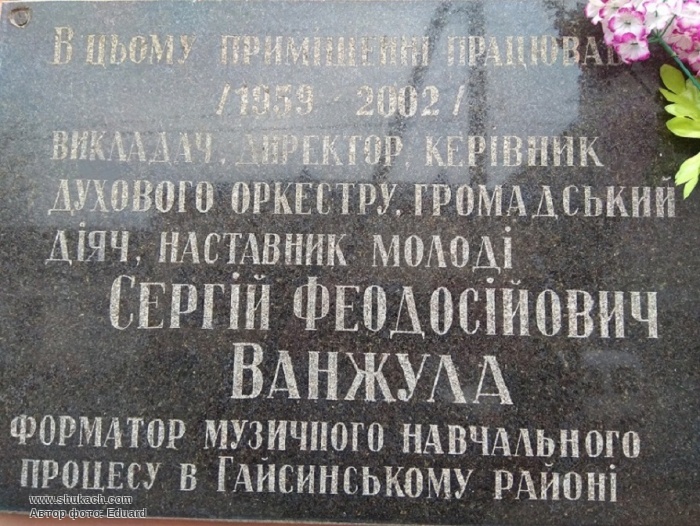 В ЦЬОМУ ПРИМІЩЕННІ ПРАЦЮВАВ
/1959 2002/
ВИКЛАДАЧ, ДИРЕКТОР, КЕРІВНИК
ДУХОВОГО ОРКЕСТРУ, ГРОМАДСЬКИЙ
ДІЯЧ, НАСТАВНИК МОЛОДІ
СЕРГІЙ ФЕОДОСІЙОВИЧ
ВАНЖУЛА
ФОРМАТОР МУЗИЧНОГО НАВЧАЛЬНОГО
ПРОЦЕСУ В ГАЙСИНСЬКОМУ РАЙОНІ
www.shukach.com
Автор фото: Eduard